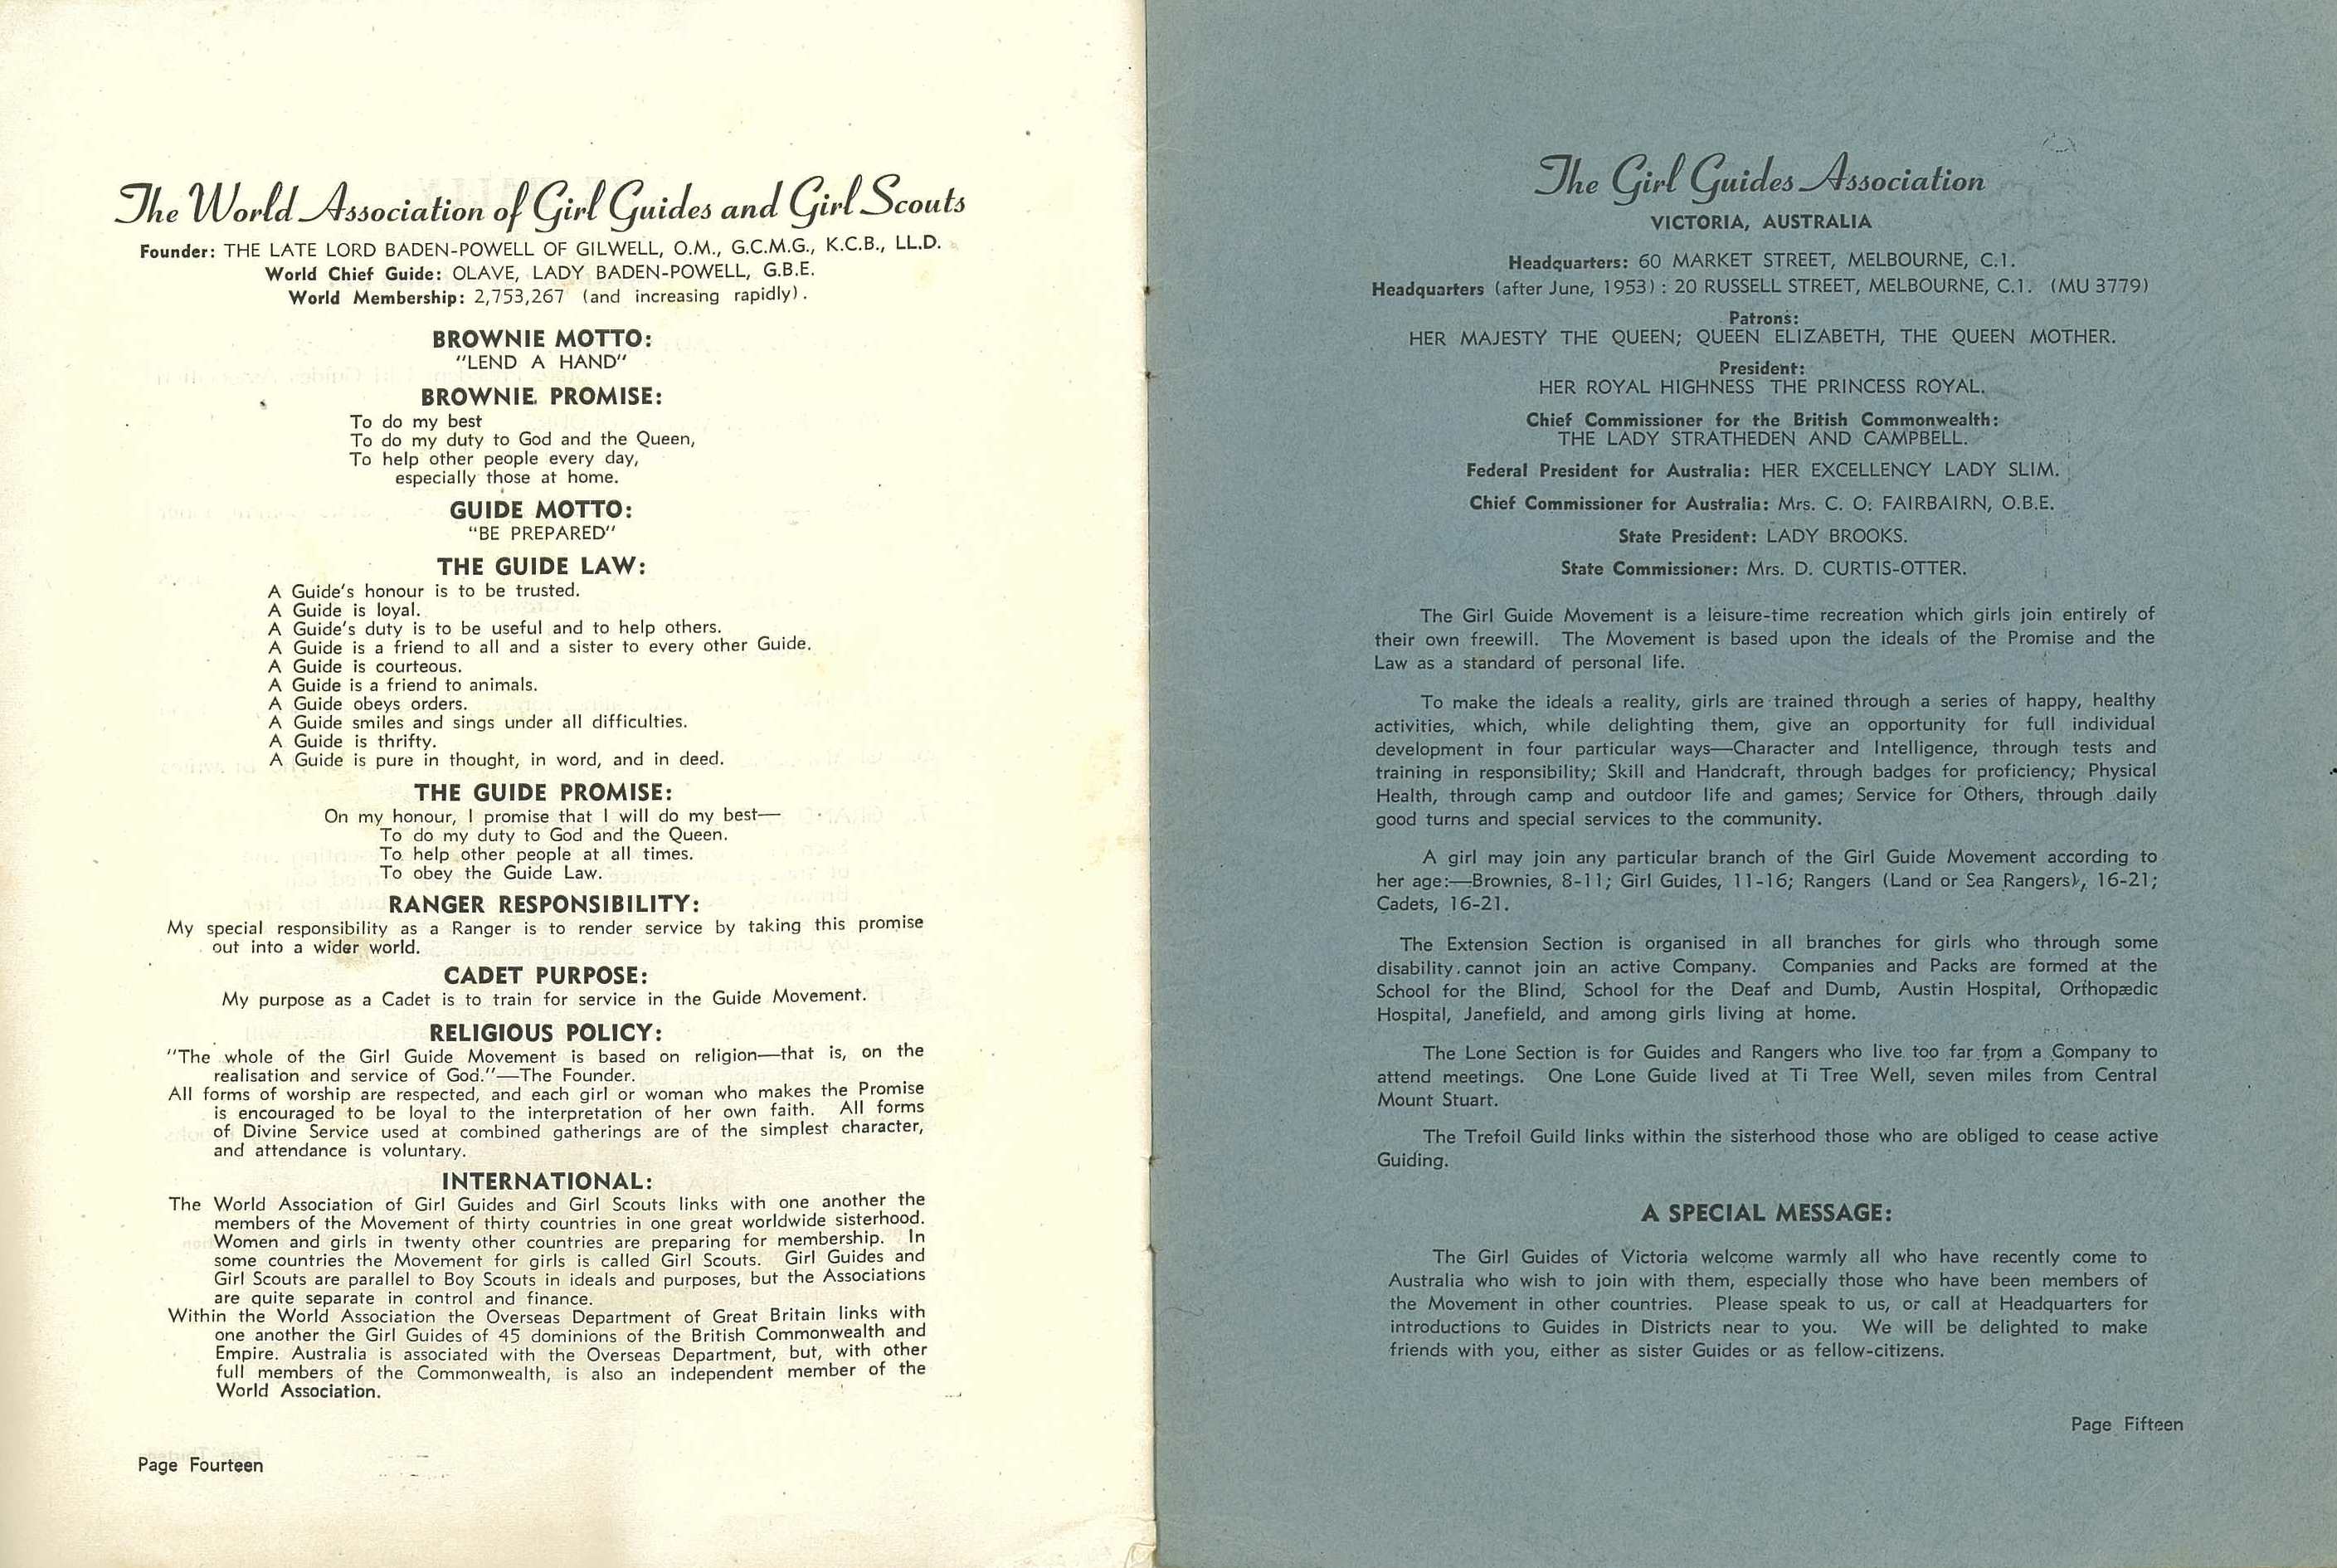 The World Association of Girl Guides and Girl Scouts
Founder: THE LATE LORD BADEN-POWELL OF GILWELL, O.M., G.C.M.G., K.C.B., LL.D.
World Chief Guide: OLAVE, LADY BADEN-POWELL, G.B.E.
World Membership: 2,753,267 (and increasing rapidly).
BROWNIE MOTTO:
"LEND A HAND"
BROWNIE PROMISE:
To do my best
To do my duty to God and the Queen,
To help other people every day,
especially those at home.
GUIDE MOTTO:
"BE PREPARED"
THE GUIDE LAW:
A Guide's honour is to be trusted.
A Guide is loyal.
A Guide's duty is to be useful and to help others.
A Guide is a friend to all and a sister to every other Guide.
A Guide is courteous.
A Guide is a friend to animals.
A Guide obeys orders.
A Guide smiles and sings under all difficulties.
A Guide is thrifty.
A Guide is pure in thought, in word, and in deed.
THE GUIDE PROMISE:
On my honour, I promise that I will do my best—
To do my duty to God and the Queen.
To help other people at all times.
To obey the Guide Law.
RANGER RESPONSIBILITY:
My special responsibility as a Ranger is to render service by taking this promise
out into a wider world.
CADET PURPOSE:
My purpose as a Cadet is to train for service in the Guide Movement.
RELIGIOUS POLICY:
"The whole of the Girl Guide Movement is based on religion—that is, on the
realisation and service of God."—The Founder.
All forms of worship are respected, and each girl or woman who makes the Promise
is encouraged to be loyal to the interpretation of her own faith. All forms
of Divine Service used at combined gatherings are of the simplest character,
and attendance is voluntary.
INTERNATIONAL:
The World Association of Girl Guides and Girl Scouts links with one another the
members of the Movement of thirty countries in one great worldwide sisterhood.
Women and girls in twenty other countries are preparing for membership. In
some countries the Movement for girls is called Girl Scouts. Girl Guides and
Girl Scouts are parallel to Boy Scouts in ideals and purposes, but the Associations
are quite separate in control and finance.
Within the World Association the Overseas Department of Great Britain links with
one another the Girl Guides of 45 dominions of the British Commonwealth and
Empire. Australia is associated with the Overseas Department, but, with other
full members of the Commonwealth, is also an independent member of the
World Association.
Page Fourteen
The Girl Guides Association
VICTORIA, AUSTRALIA
Headquarters: 60 MARKET STREET, MELBOURNE, C.1.
Headquarters (after June, 1953) : 20 RUSSELL STREET, MELBOURNE, C.1. (MU 3779)
Patrons:
HER MAJESTY THE QUEEN; QUEEN ELIZABETH, THE QUEEN MOTHER.
President:
HER ROYAL HIGHNESS THE PRINCESS ROYAL.
Chief Commissioner for the British Commonwealth:
THE LADY STRATHEDEN AND CAMPBELL.
Federal President for Australia: HER EXCELLENCY LADY SLIM.
Chief Commissioner for Australia: Mrs. C. O. FAIRBAIRN, O.B.E.
State President: LADY BROOKS.
State Commissioner: Mrs. D. CURTIS-OTTER.
The Girl Guide Movement is a leisure-time recreation which girls join entirely of
their own freewill. The Movement is based upon the ideals of the Promise and the
Law as a standard of personal life.
To make the ideals a reality, girls are trained through a series of happy, healthy
activities, which, while delighting them, give an opportunity for full individual
development in four particular ways—Character and Intelligence, through tests and
training in responsibility; Skill and Handcraft, through badges for proficiency; Physical
Health, through camp and outdoor life and games; Service for Others, through daily
good turns and special services to the community.
A girl may join any particular branch of the Girl Guide Movement according to
her age:—Brownies, 8-11; Girl Guides, 11-16; Rangers (Land or Sea Rangers), 16-21;
Cadets, 16-21.
The Extension Section is organised in all branches for girls who through some
disability cannot join an active Company. Companies and Packs are formed at the
School for the Blind, School for the Deaf and Dumb, Austin Hospital, Orthopædic
Hospital, Janefield, and among girls living at home.
The Lone Section is for Guides and Rangers who live too far from a Company to
attend meetings. One Lone Guide lived at Ti Tree Well, seven miles from Central
Mount Stuart.
The Trefoil Guild links within the sisterhood those who are obliged to cease active
Guiding.
A SPECIAL MESSAGE:
The Girl Guides of Victoria welcome warmly all who have recently come to
Australia who wish to join with them, especially those who have been members of
the Movement in other countries. Please speak to us, or call at Headquarters for
introductions to Guides in Districts near to you. We will be delighted to make
friends with you, either as sister Guides or as fellow-citizens.
Page Fifteen